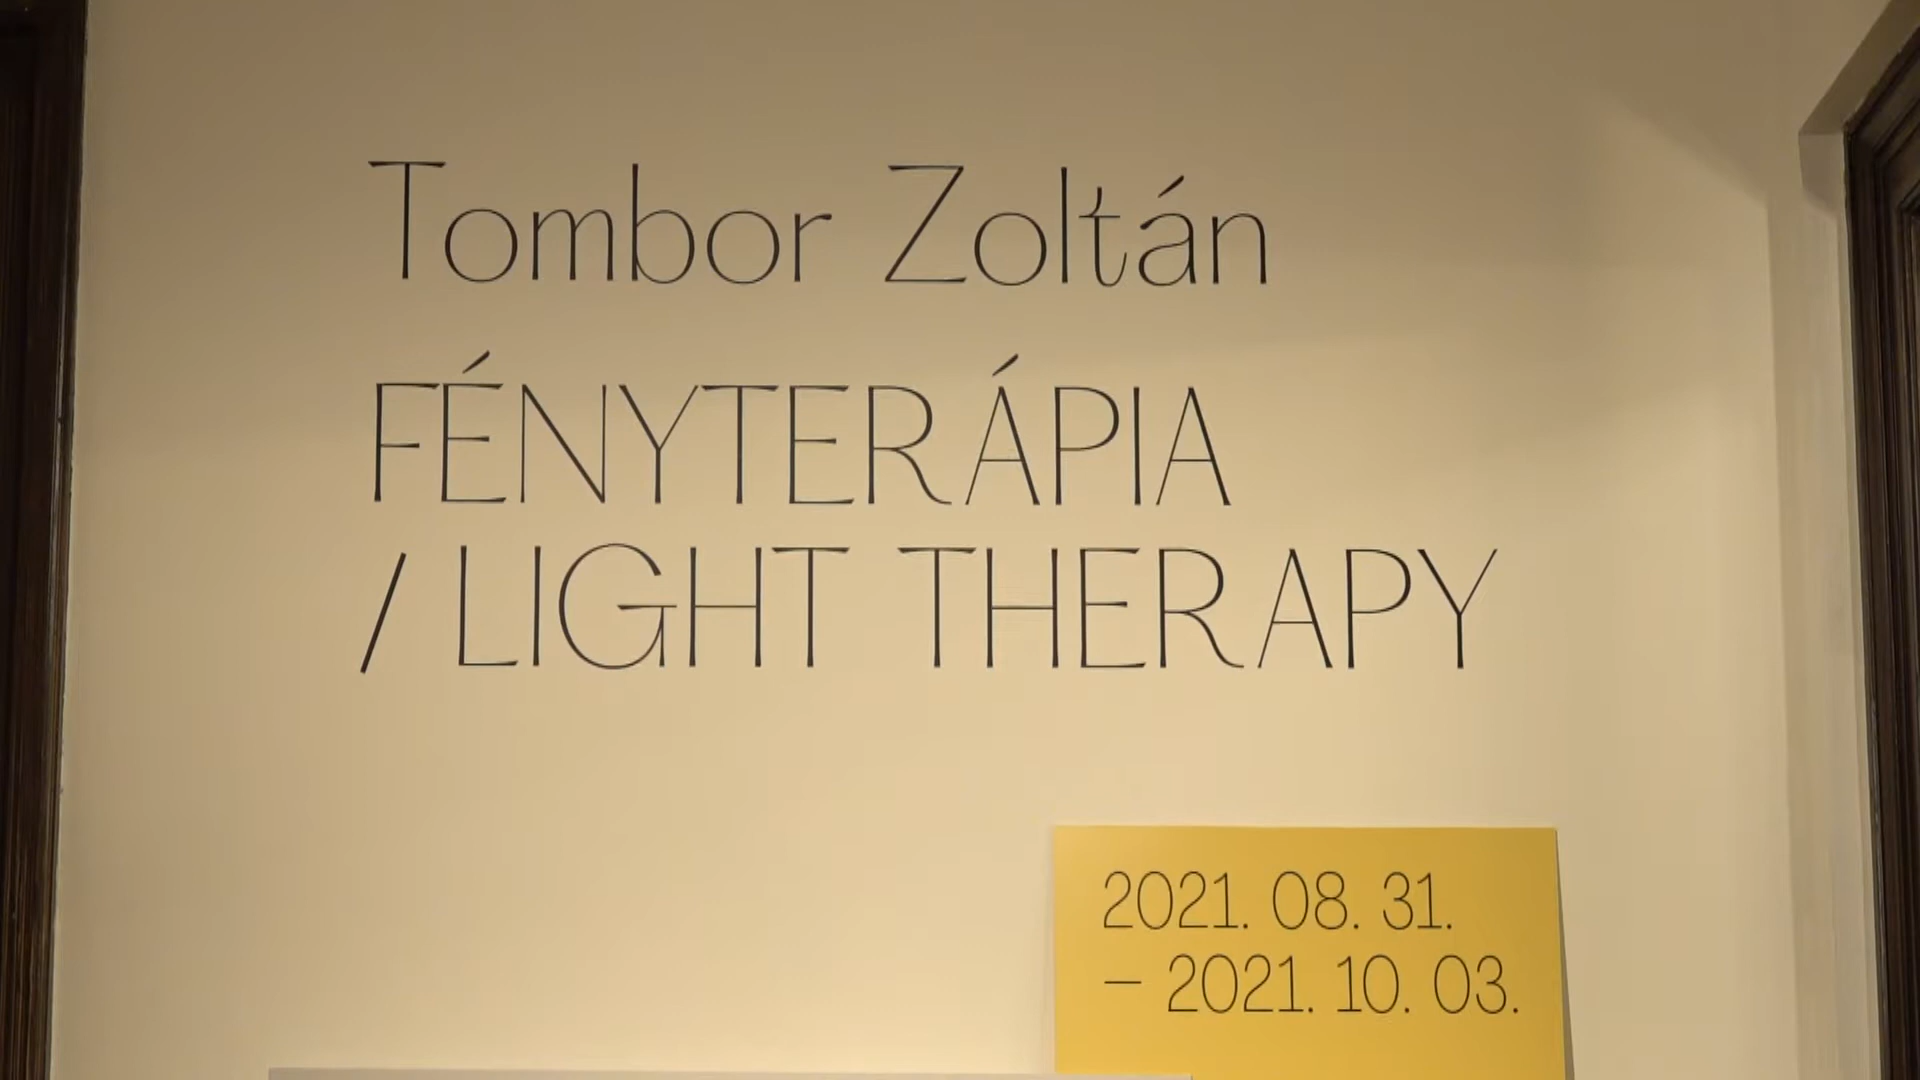 Tombor Zoltán
FÉNYTERÁPIA
/ LIGHT THERAPY
2021. 08. 31.
– 2021. 10. 03.